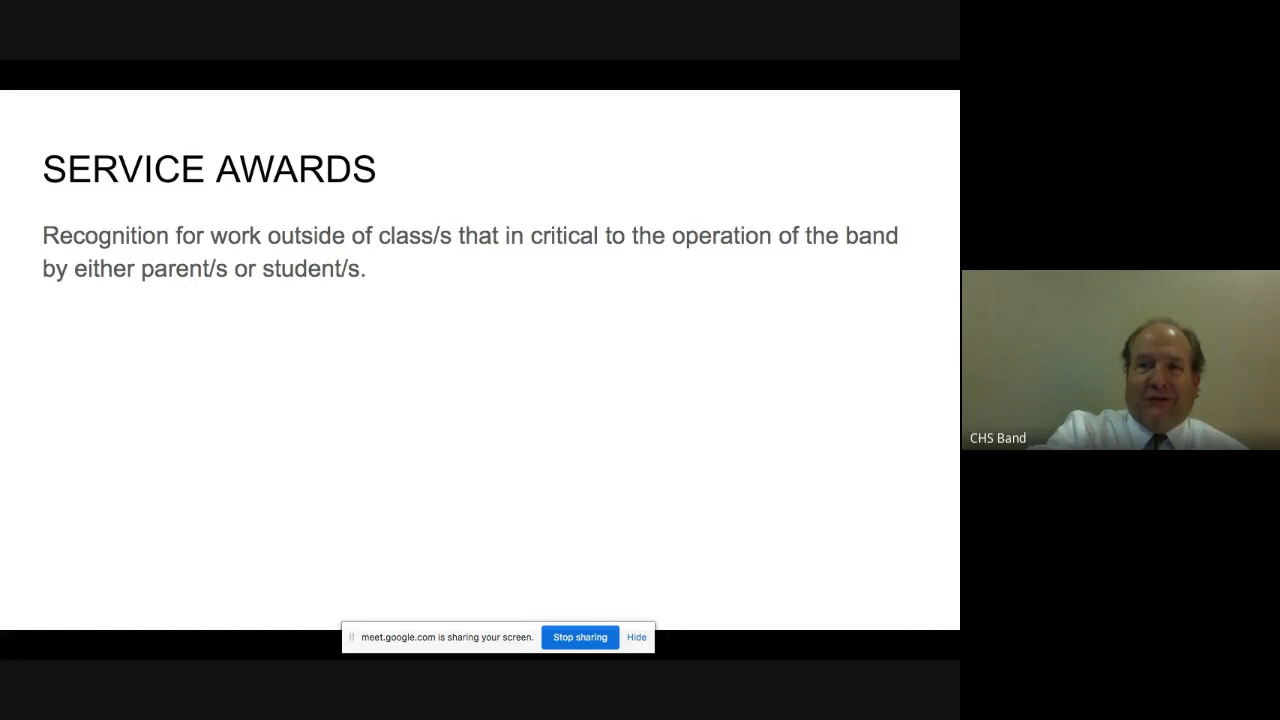 SERVICE AWARDS
Recognition for work outside of class/s that in critical to the operation of the band
by either parent/s or student/s.
CHS Band
meet.google.com is sharing your screen. Stop sharing Hide